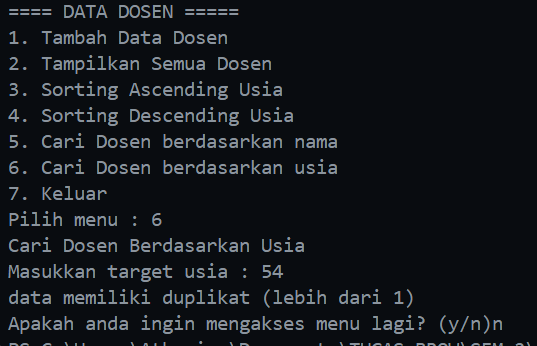 ==== DATA DOSEN =====
1. Tambah Data Dosen
2. Tampilkan Semua Dosen
3. Sorting Ascending Usia
4. Sorting Descending Usia
5. Cari Dosen berdasarkan nama
6. Cari Dosen berdasarkan usia
7. Keluar
Pilih menu : 6
Cari Dosen Berdasarkan Usia
Masukkan target usia : 54
data memiliki duplikat (lebih dari 1)
Apakah anda ingin mengakses menu lagi? (y/n)n